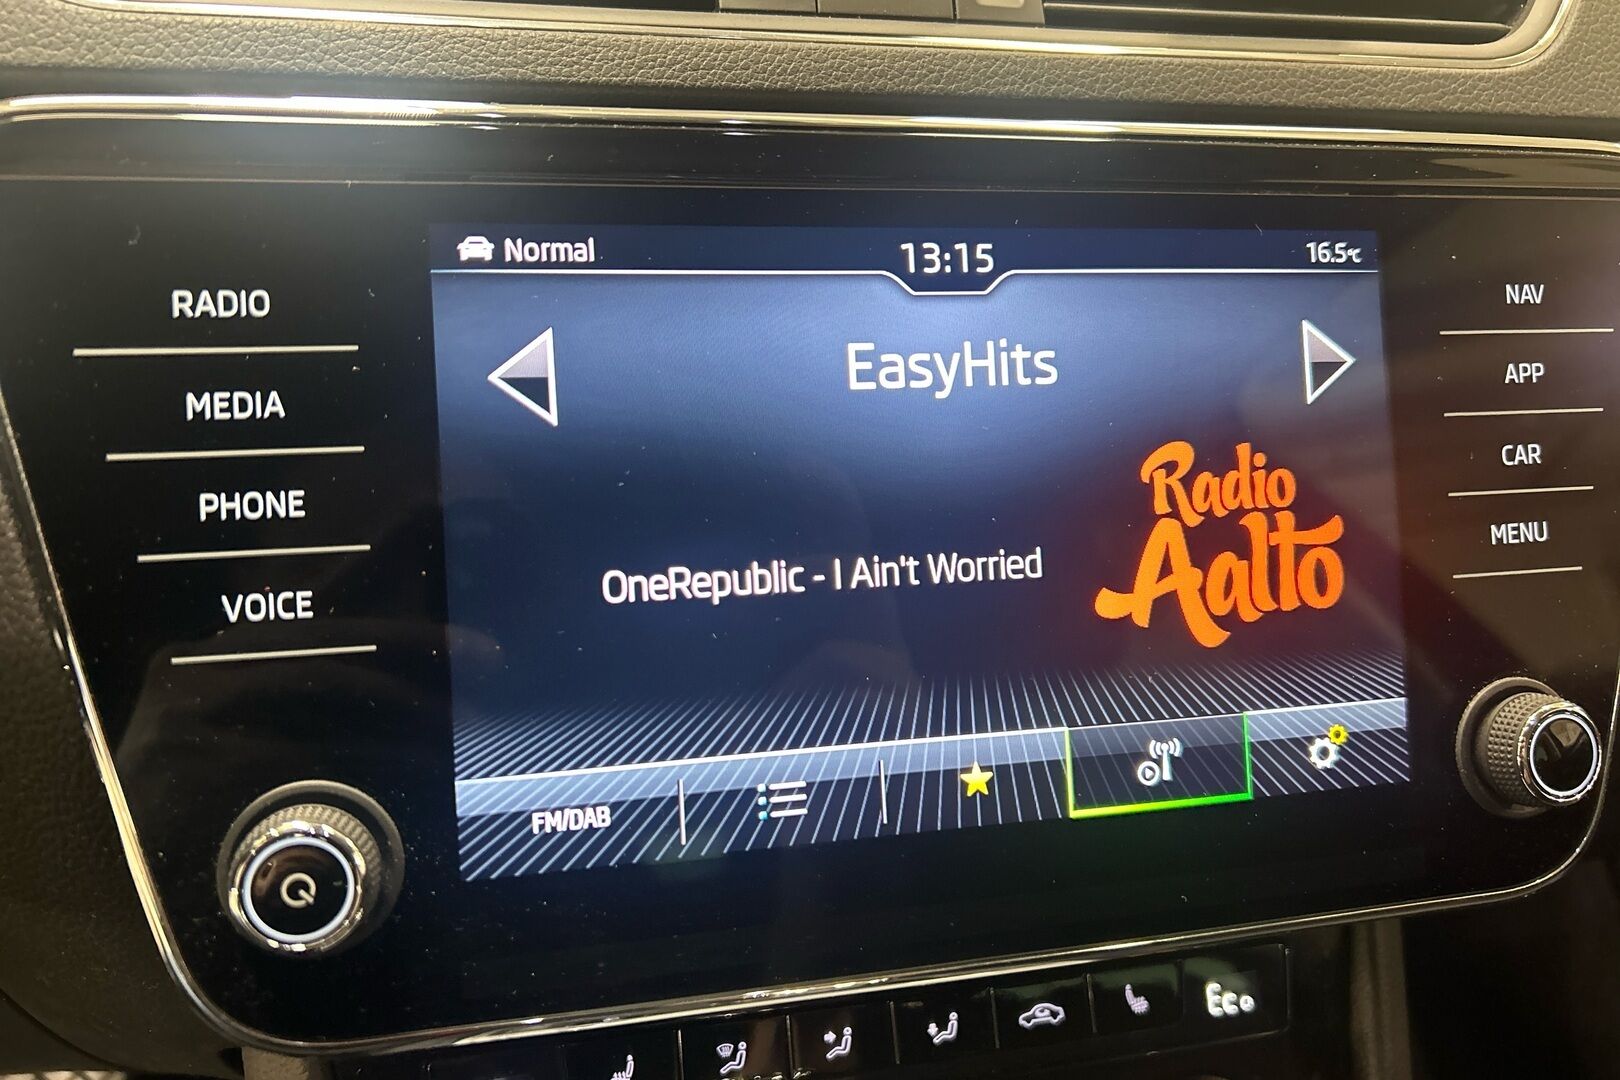 Normal
13:15
16.5°C
RADIO
MEDIA
PHONE
VOICE
NAV
APP
CAR
MENU
EasyHits
OneRepublic - I Ain't Worried
Radio
Aalto
FM/DAB
Eco